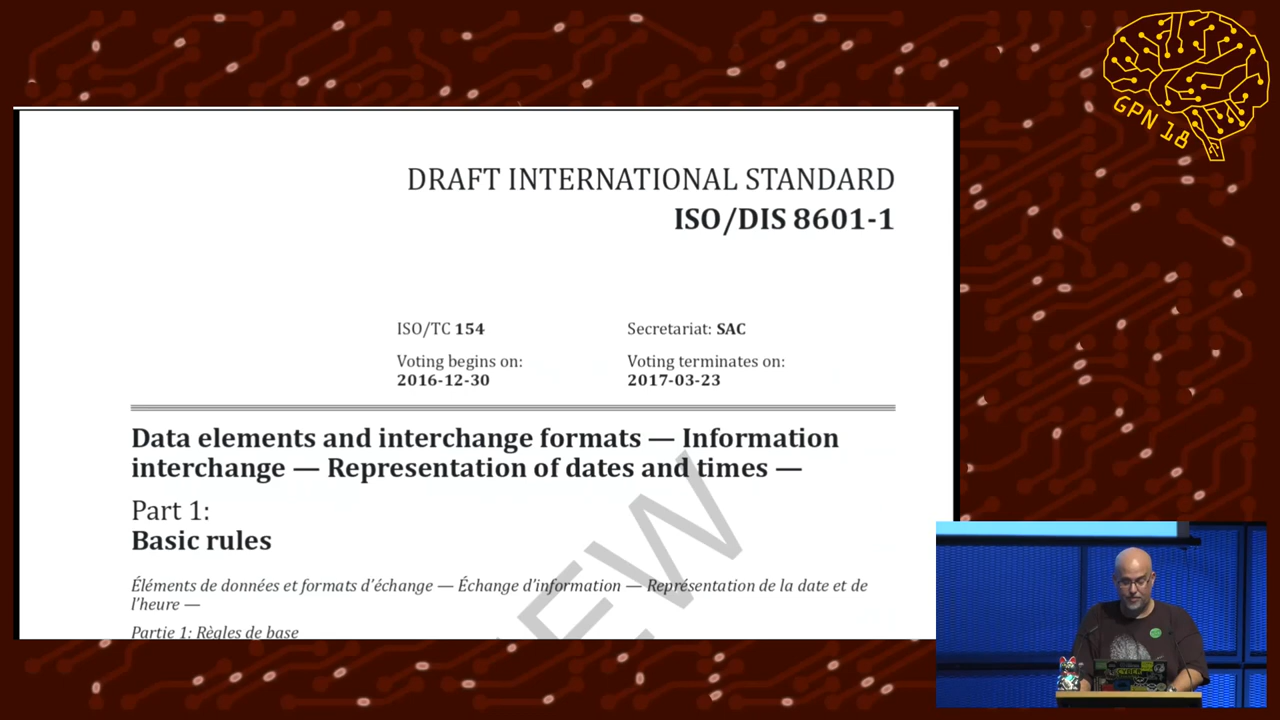 GPN 18
DRAFT INTERNATIONAL STANDARD
ISO/DIS 8601-1
ISO/TC 154
Secretariat: SAC
Voting begins on:
2016-12-30
Voting terminates on:
2017-03-23
Data elements and interchange formats — Information
interchange — Representation of dates and times —
Part 1:
Basic rules
Éléments de données et formats d'échange — Échange d'information — Représentation de la date et de
l'heure —
Partie 1: Règles de base
EW
CYBER